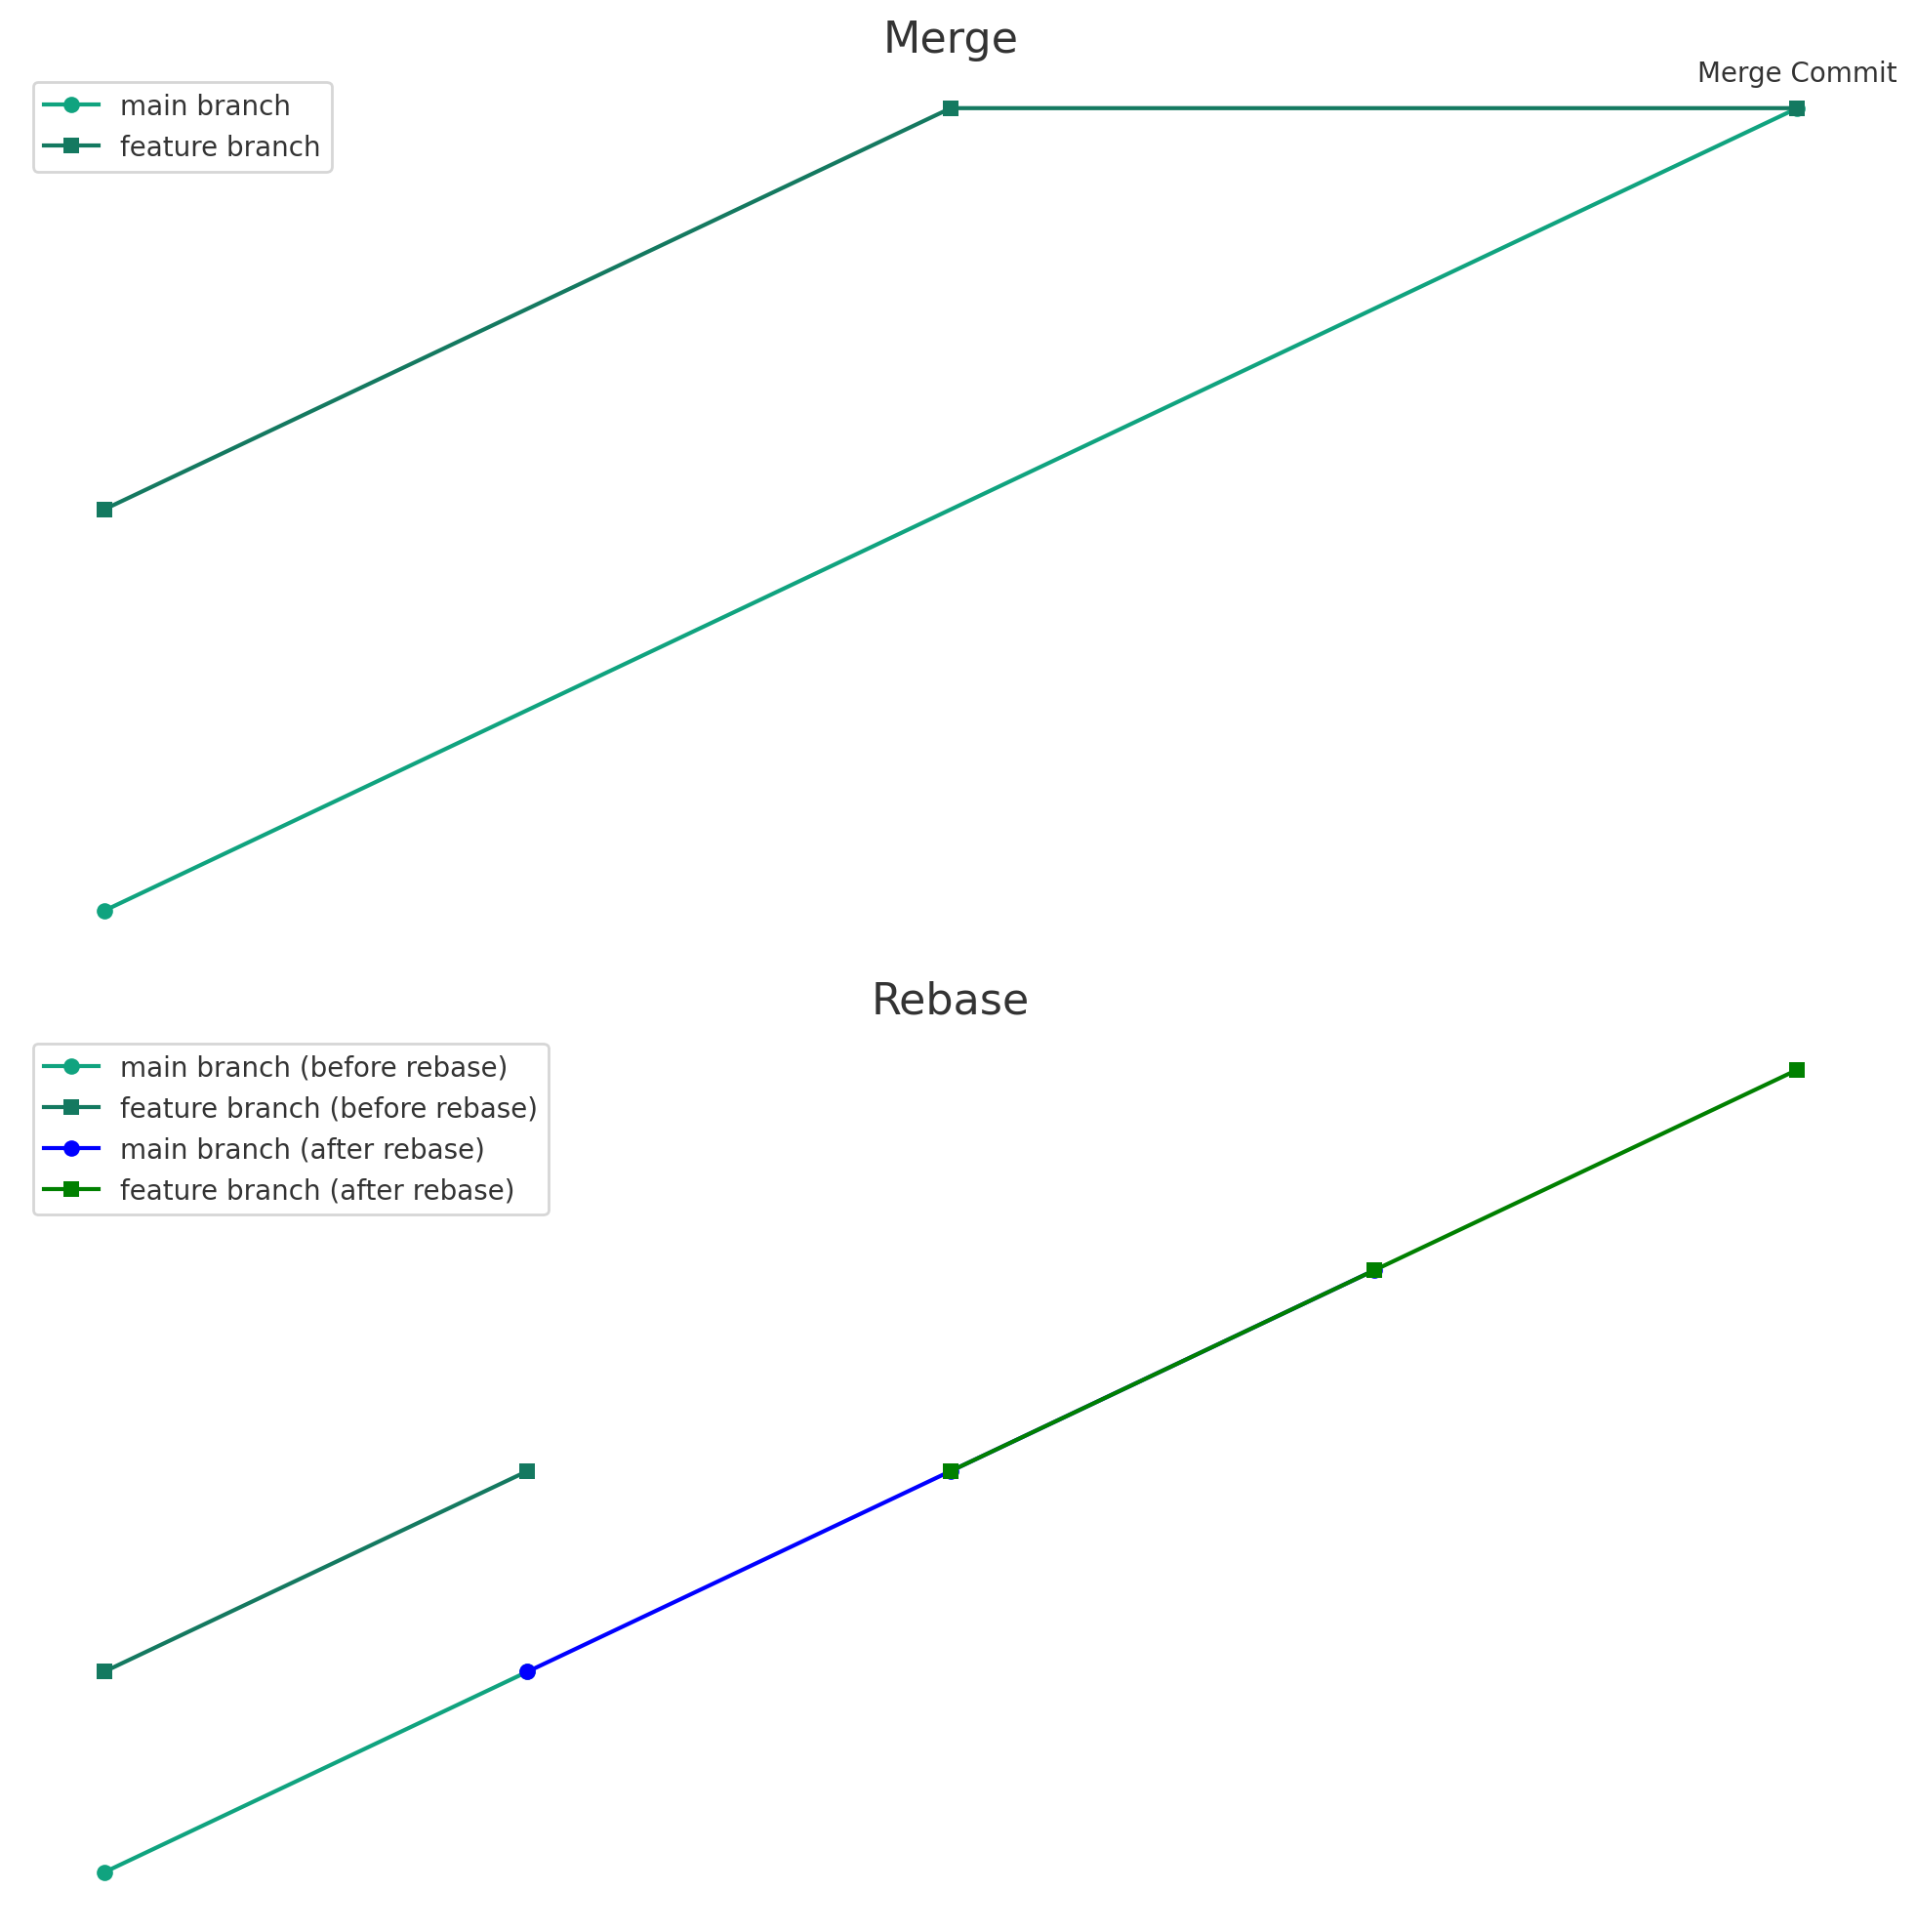 Merge
Merge Commit
main branch
feature branch
Rebase
main branch (before rebase)
feature branch (before rebase)
main branch (after rebase)
feature branch (after rebase)